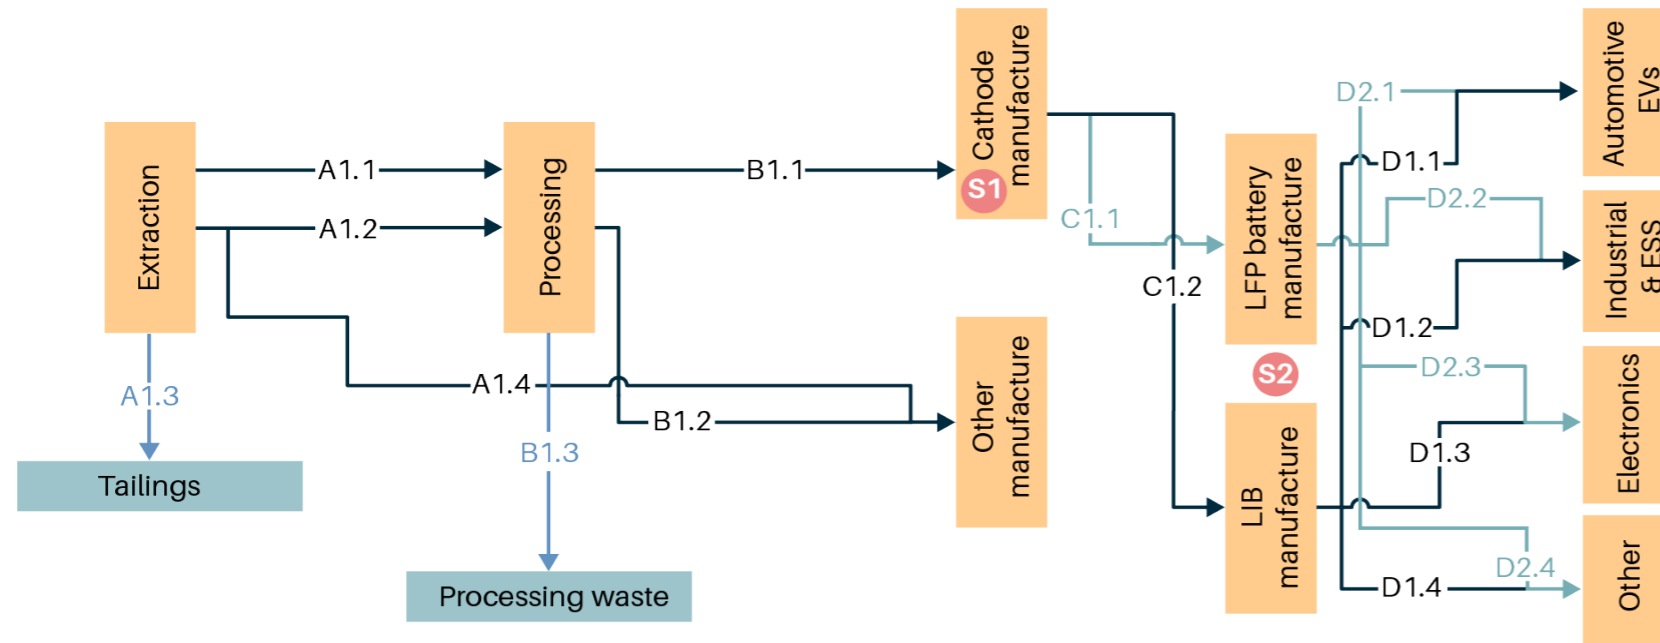 Extraction
A1.1
A1.2
A1.3
A1.4
Tailings
Processing
B1.1
B1.2
B1.3
Processing waste
Cathode
manufacture
S1
Other
manufacture
C1.1
C1.2
LFP battery
manufacture
S2
LIB
manufacture
D2.1
D1.1
D2.2
D1.2
D2.3
D1.3
D2.4
D1.4
Automotive
EVs
Industrial
& ESS
Electronics
Other